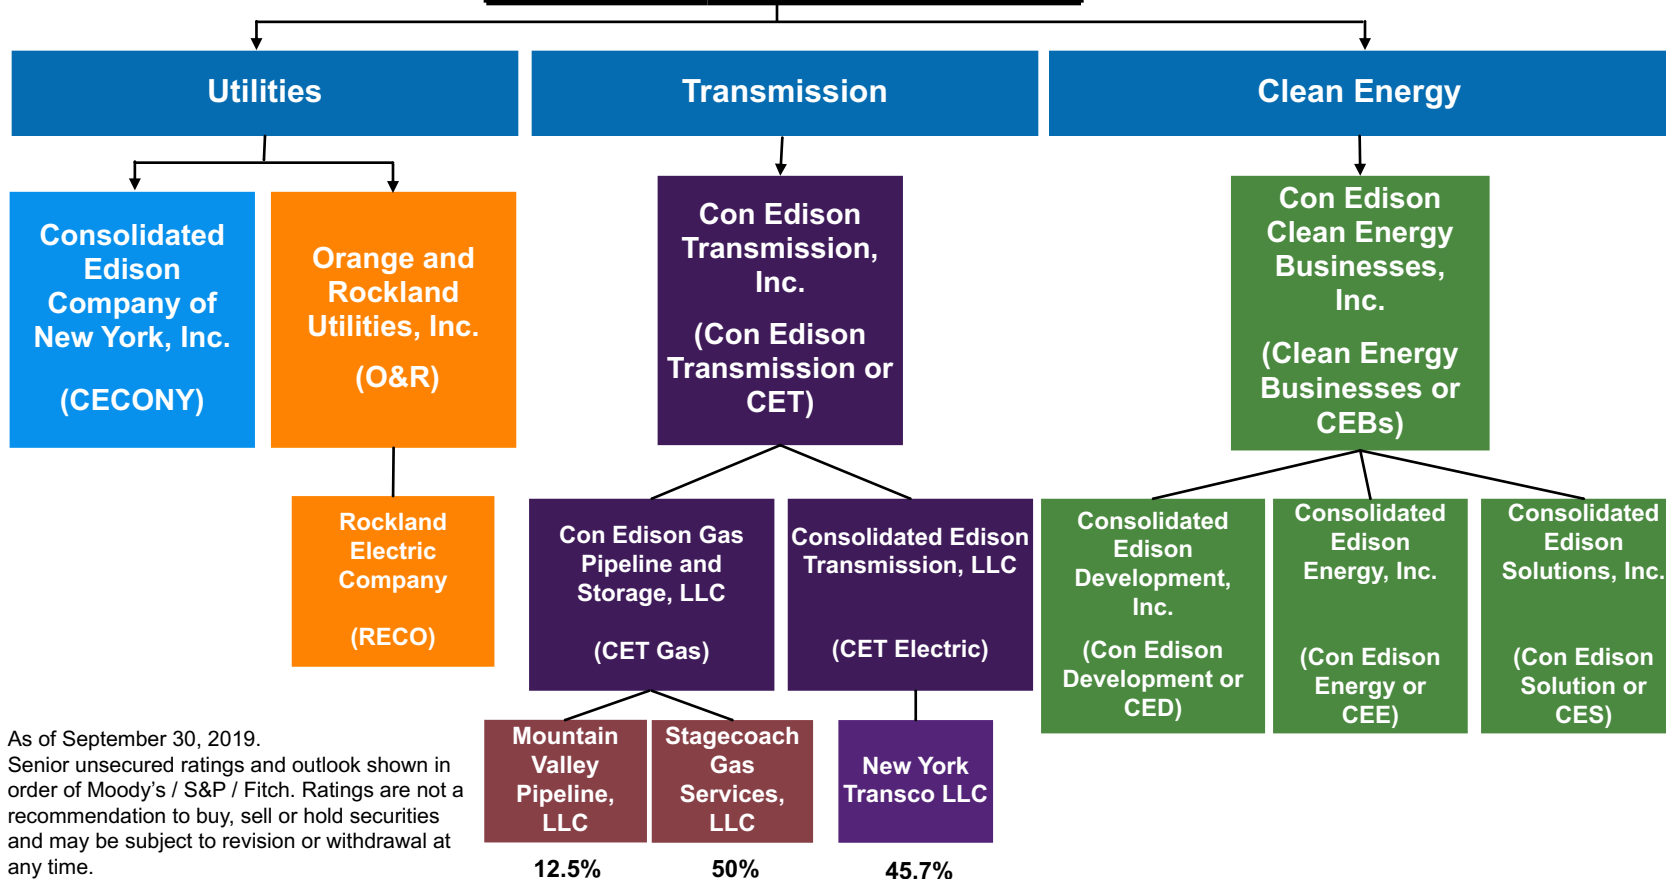 Utilities
Transmission
Clean Energy
Consolidated
Edison
Company of
New York, Inc.
(CECONY)
Orange and
Rockland
Utilities, Inc.
(O&R)
Con Edison
Transmission,
Inc.
(Con Edison
Transmission or
CET)
Con Edison
Clean Energy
Businesses,
Inc.
(Clean Energy
Businesses or
CEBs)
Rockland
Electric
Company
(RECO)
Con Edison Gas
Pipeline and
Storage, LLC
(CET Gas)
Consolidated Edison
Transmission, LLC
(CET Electric)
Consolidated
Edison
Development,
Inc.
(Con Edison
Development or
CED)
Consolidated
Edison
Energy, Inc.
(Con Edison
Energy or
CEE)
Consolidated
Edison
Solutions, Inc.
(Con Edison
Solution or
CES)
Mountain
Valley
Pipeline,
LLC
12.5%
Stagecoach
Gas
Services,
LLC
50%
New York
Transco LLC
45.7%
As of September 30, 2019.
Senior unsecured ratings and outlook shown in
order of Moody’s / S&P / Fitch. Ratings are not a
recommendation to buy, sell or hold securities
and may be subject to revision or withdrawal at
any time.